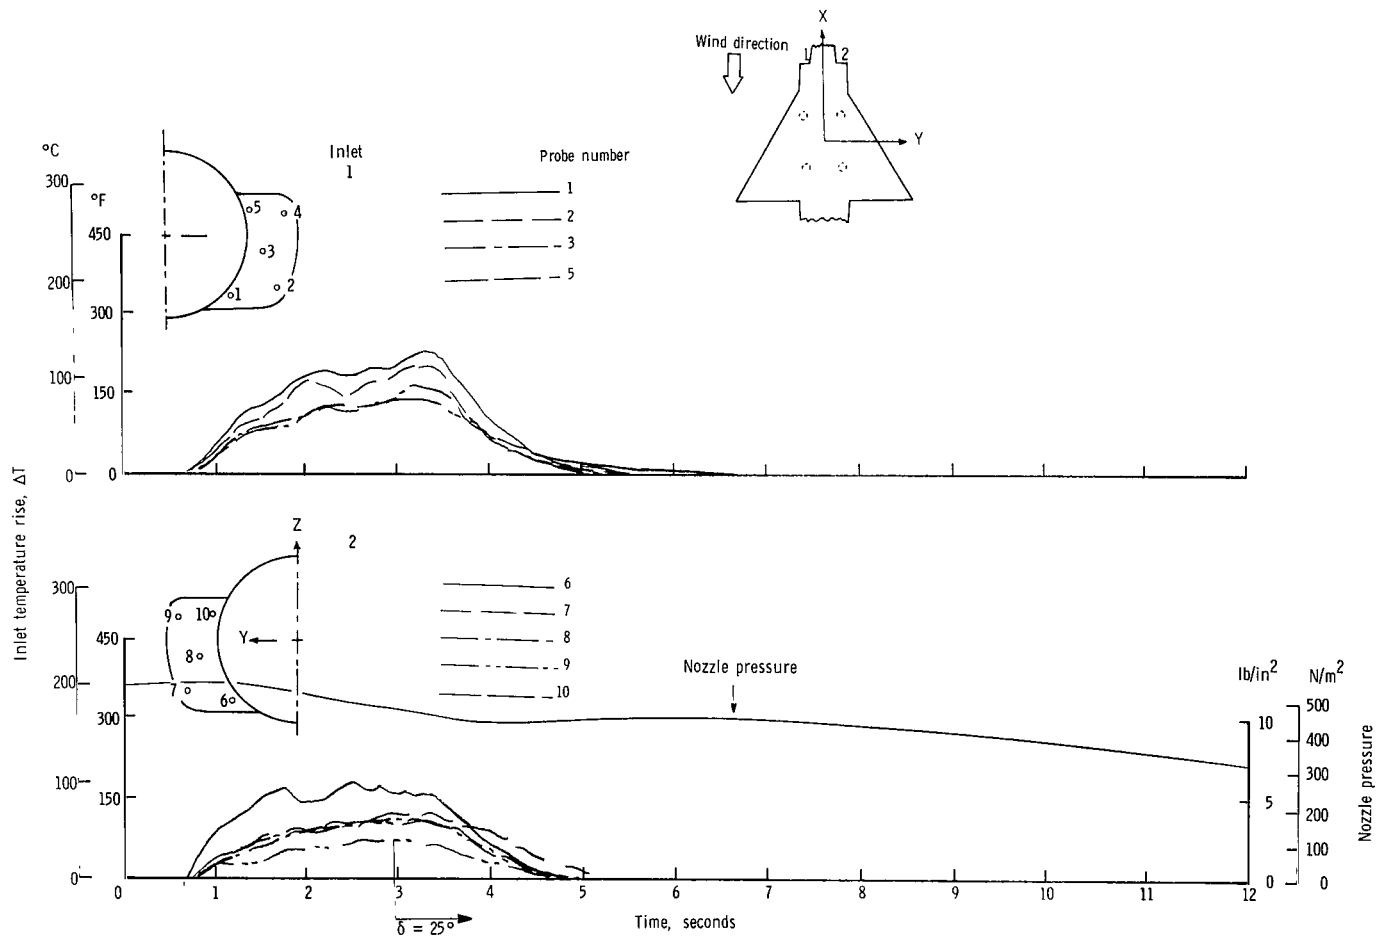 X
Wind direction
1 2
Y
°C
Inlet
1
Probe number
300
°F
1
450
5
4
2
3
3
200
5
2
1
300
100
150
0
0
Inlet temperature rise, ΔT
Z
2
300
6
9
10
7
450
Y
8
8
9
200
7
6
10
Nozzle pressure
lb/in²
N/m²
300
10
500
400
100
300
150
5
200
100
0
0
0
0 1 2 3 4 5 6 7 8 9 10 11 12
Nozzle pressure
δ = 25°
Time, seconds